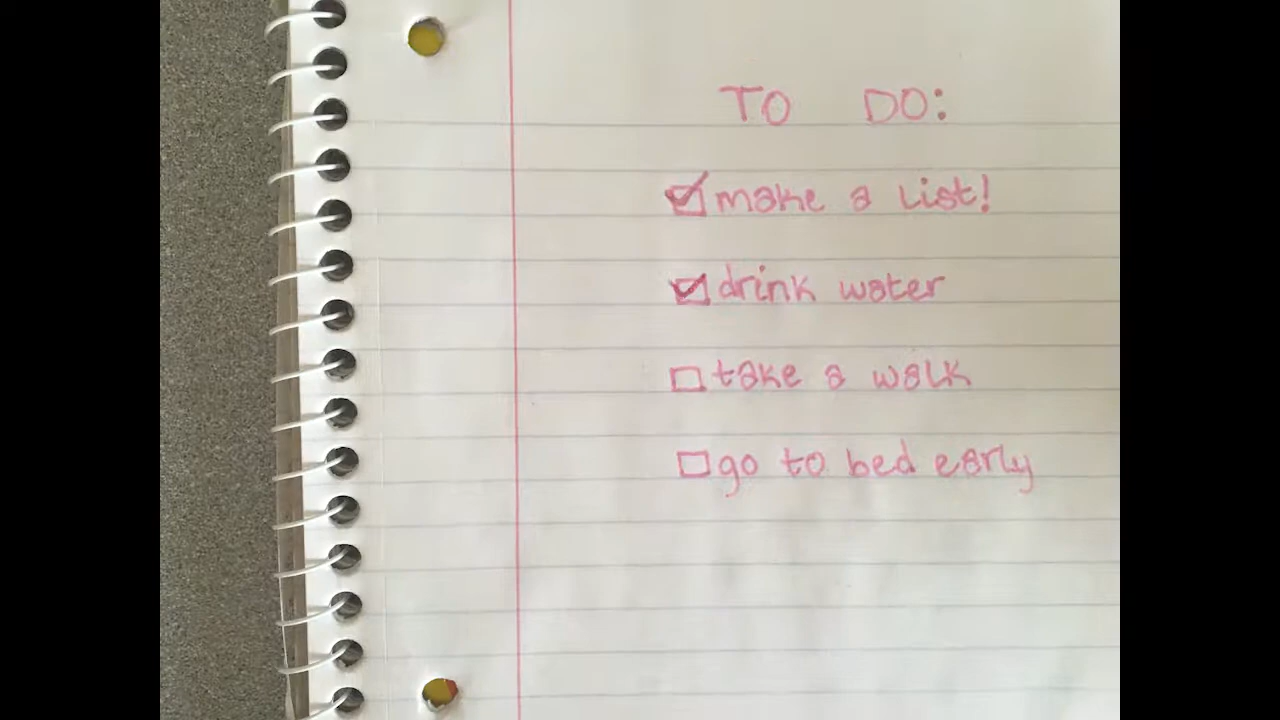 TO DO:
☑ make a list!
☑ drink water
☐ take a walk
☐ go to bed early